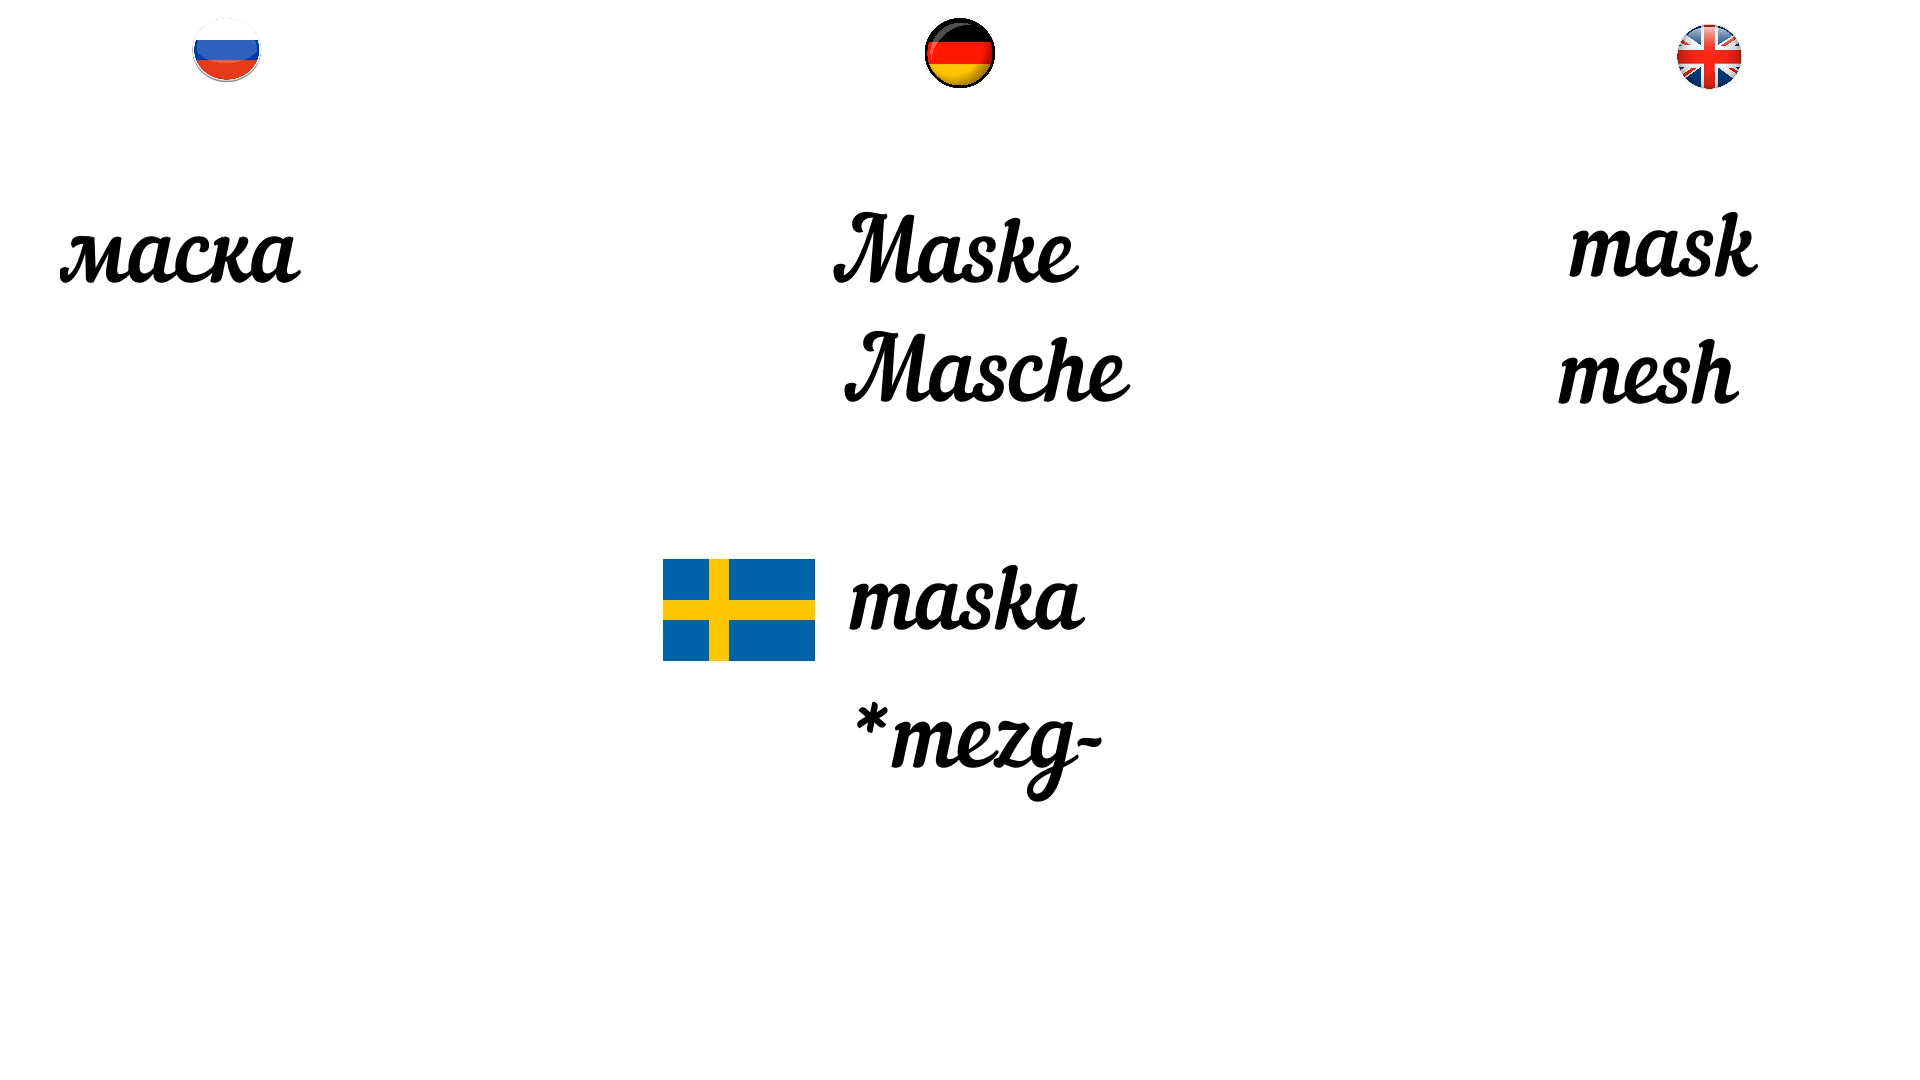 маска
Maske
mask
Masche
mesh
maska
*mezg-